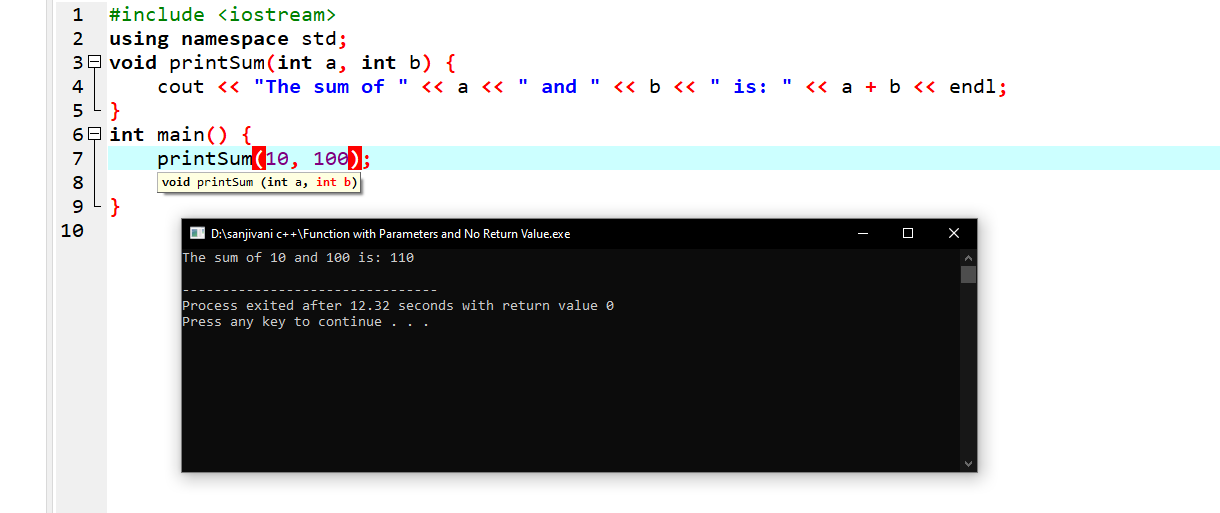 1 #include <iostream>
2 using namespace std;
3 void printSum(int a, int b) {
4 cout << "The sum of " << a << " and " << b << " is: " << a + b << endl;
5 }
6 int main() {
7 printSum(10, 100);
8 void printSum (int a, int b)
9 }
10
D:\sanjivani c++\Function with Parameters and No Return Value.exe
The sum of 10 and 100 is: 110
--------------------------------
Process exited after 12.32 seconds with return value 0
Press any key to continue . . .